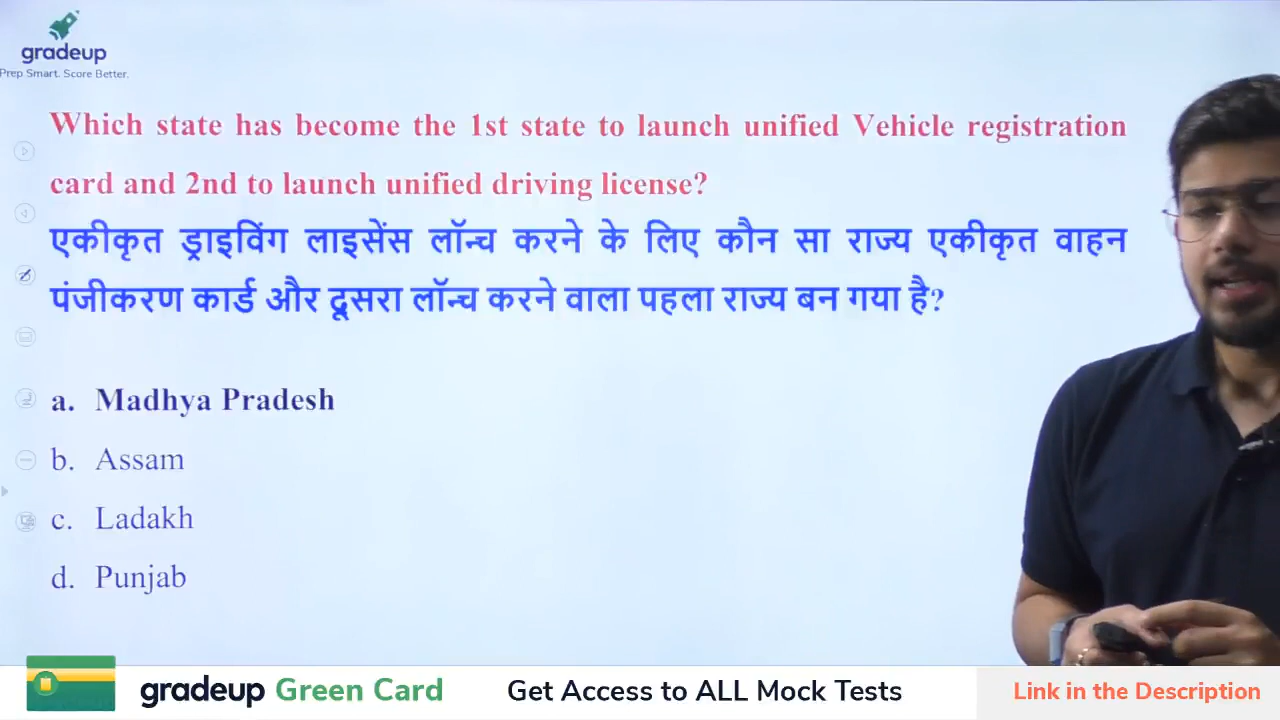 gradeup
Prep Smart. Score Better.
Which state has become the 1st state to launch unified Vehicle registration
card and 2nd to launch unified driving license?
एकीकृत ड्राइविंग लाइसेंस लॉन्च करने के लिए कौन सा राज्य एकीकृत वाहन
पंजीकरण कार्ड और दूसरा लॉन्च करने वाला पहला राज्य बन गया है?
a. Madhya Pradesh
b. Assam
c. Ladakh
d. Punjab
gradeup Green Card Get Access to ALL Mock Tests Link in the Description